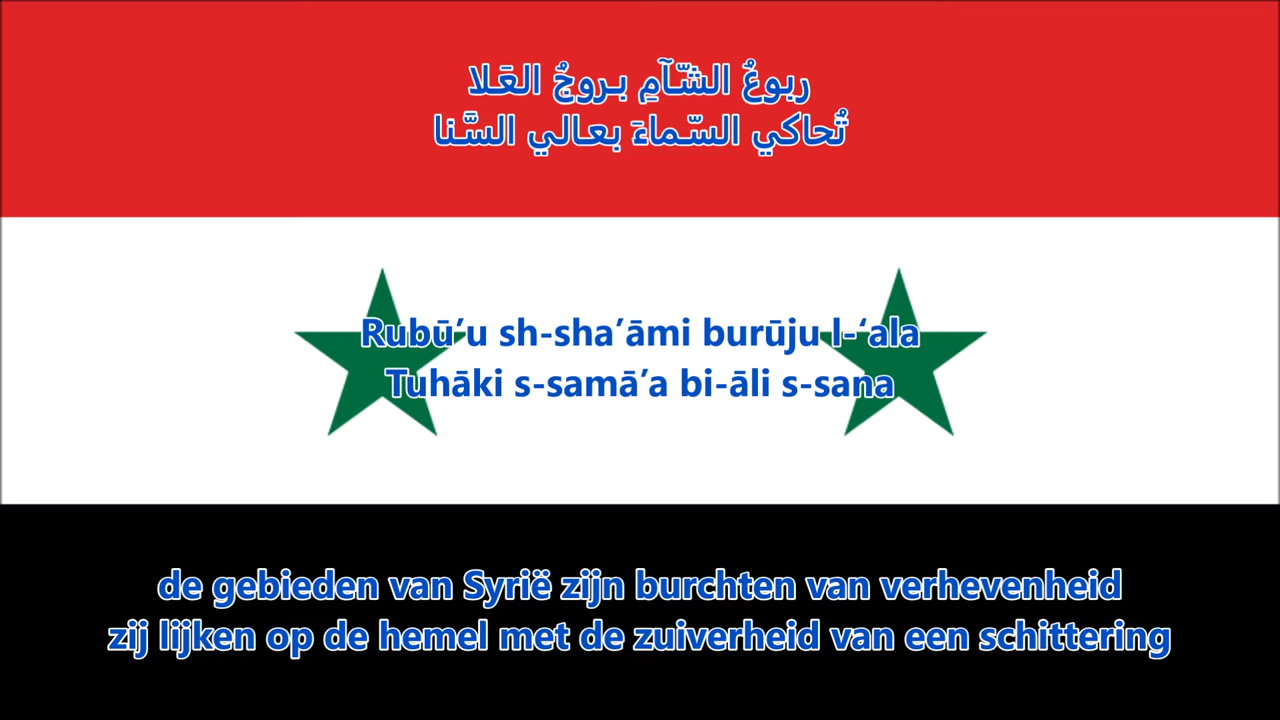 ربوعُ الشّآمِ بروجُ العَلا
تُحاكي السّماءَ بعالي السَّنا
Rubū’u sh-sha’āmi burūju l-‘ala
Tuhāki s-samā’a bi-āli s-sana
de gebieden van Syrië zijn burchten van verhevenheid
zij lijken op de hemel met de zuiverheid van een schittering